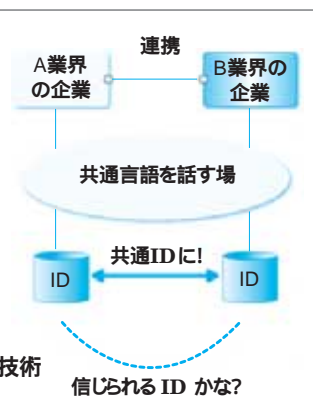 連携
A業界
の企業
B業界の
企業
共通言語を話す場
共通IDに!
ID
ID
技術
信じられる ID かな?